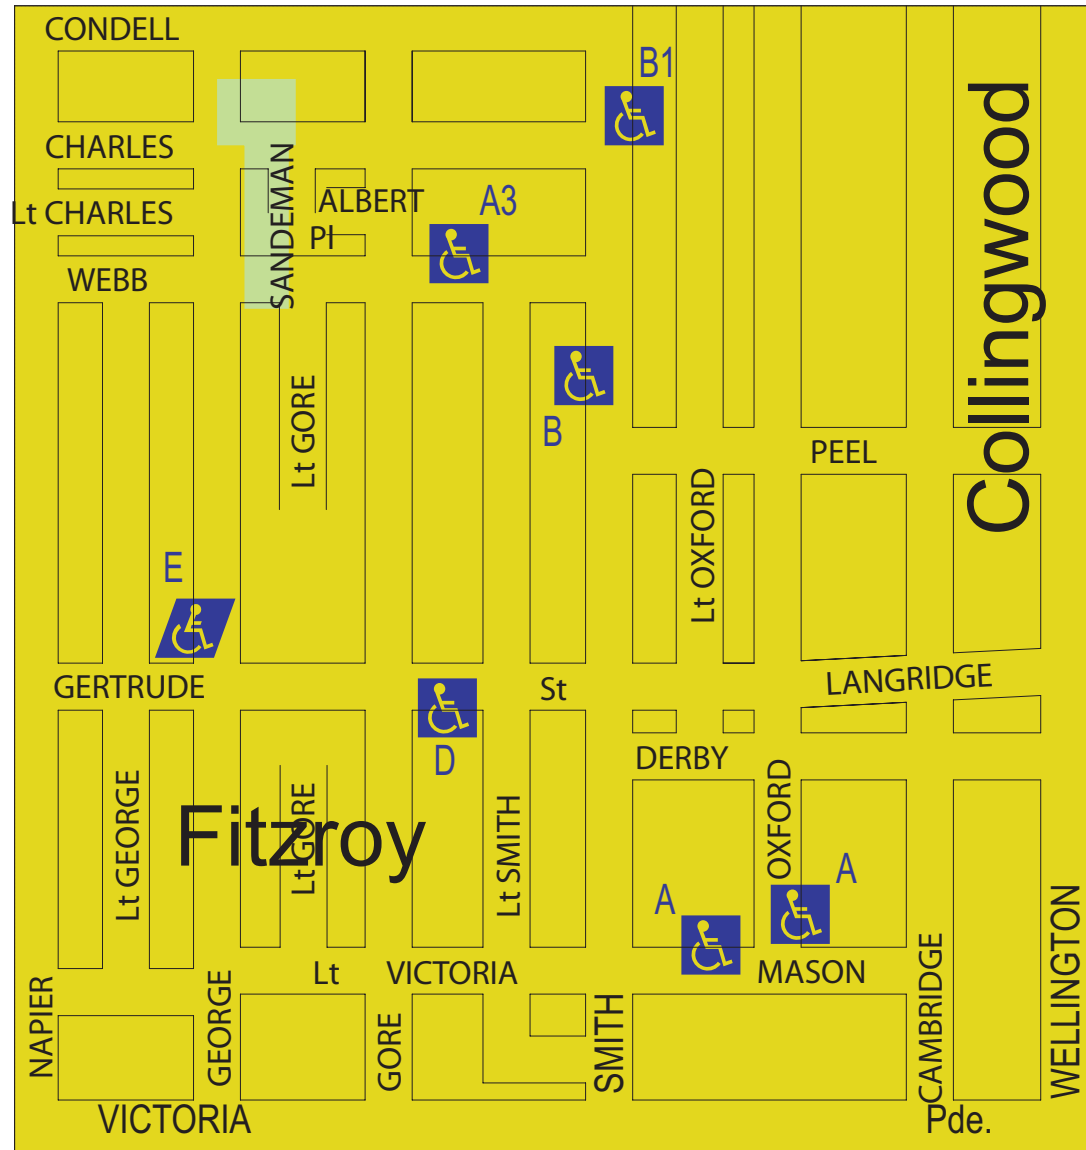 CONDELL
B1
CHARLES
Collingwood
SANDEMAN
ALBERT
Pl
A3
Lt CHARLES
WEBB
Lt GORE
B
PEEL
Lt OXFORD
E
GERTRUDE
St
LANGRIDGE
D
DERBY
OXFORD
Lt GEORGE
Fitzroy
Lt GORE
Lt SMITH
A
A
Lt
VICTORIA
MASON
NAPIER
GEORGE
GORE
SMITH
CAMBRIDGE
WELLINGTON
VICTORIA
Pde.